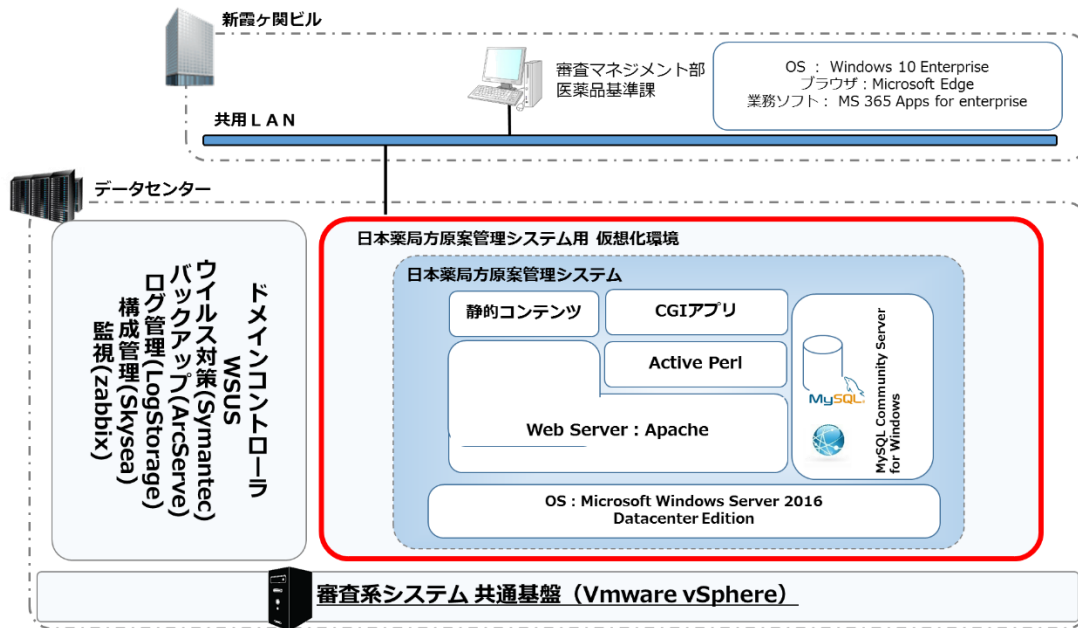 新霞ヶ関ビル
審査マネジメント部
医薬品基準課
OS ： Windows 10 Enterprise
ブラウザ：Microsoft Edge
業務ソフト： MS 365 Apps for enterprise
共用ＬＡＮ
データセンター
ドメインコントローラ
WSUS
ウイルス対策(Symantec)
バックアップ(ArcServe)
ログ管理(LogStorage)
構成管理(Skysea)
監視(zabbix)
日本薬局方原案管理システム用 仮想化環境
日本薬局方原案管理システム
静的コンテンツ
CGIアプリ
Active Perl
Web Server：Apache
MySQL
MySQL Community Server
for Windows
OS：Microsoft Windows Server 2016
Datacenter Edition
審査系システム 共通基盤（Vmware vSphere）